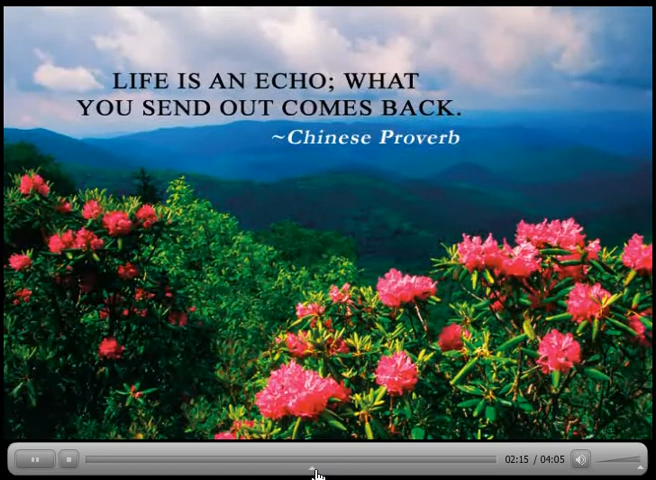 LIFE IS AN ECHO; WHAT
YOU SEND OUT COMES BACK.
~Chinese Proverb
02:15 / 04:05